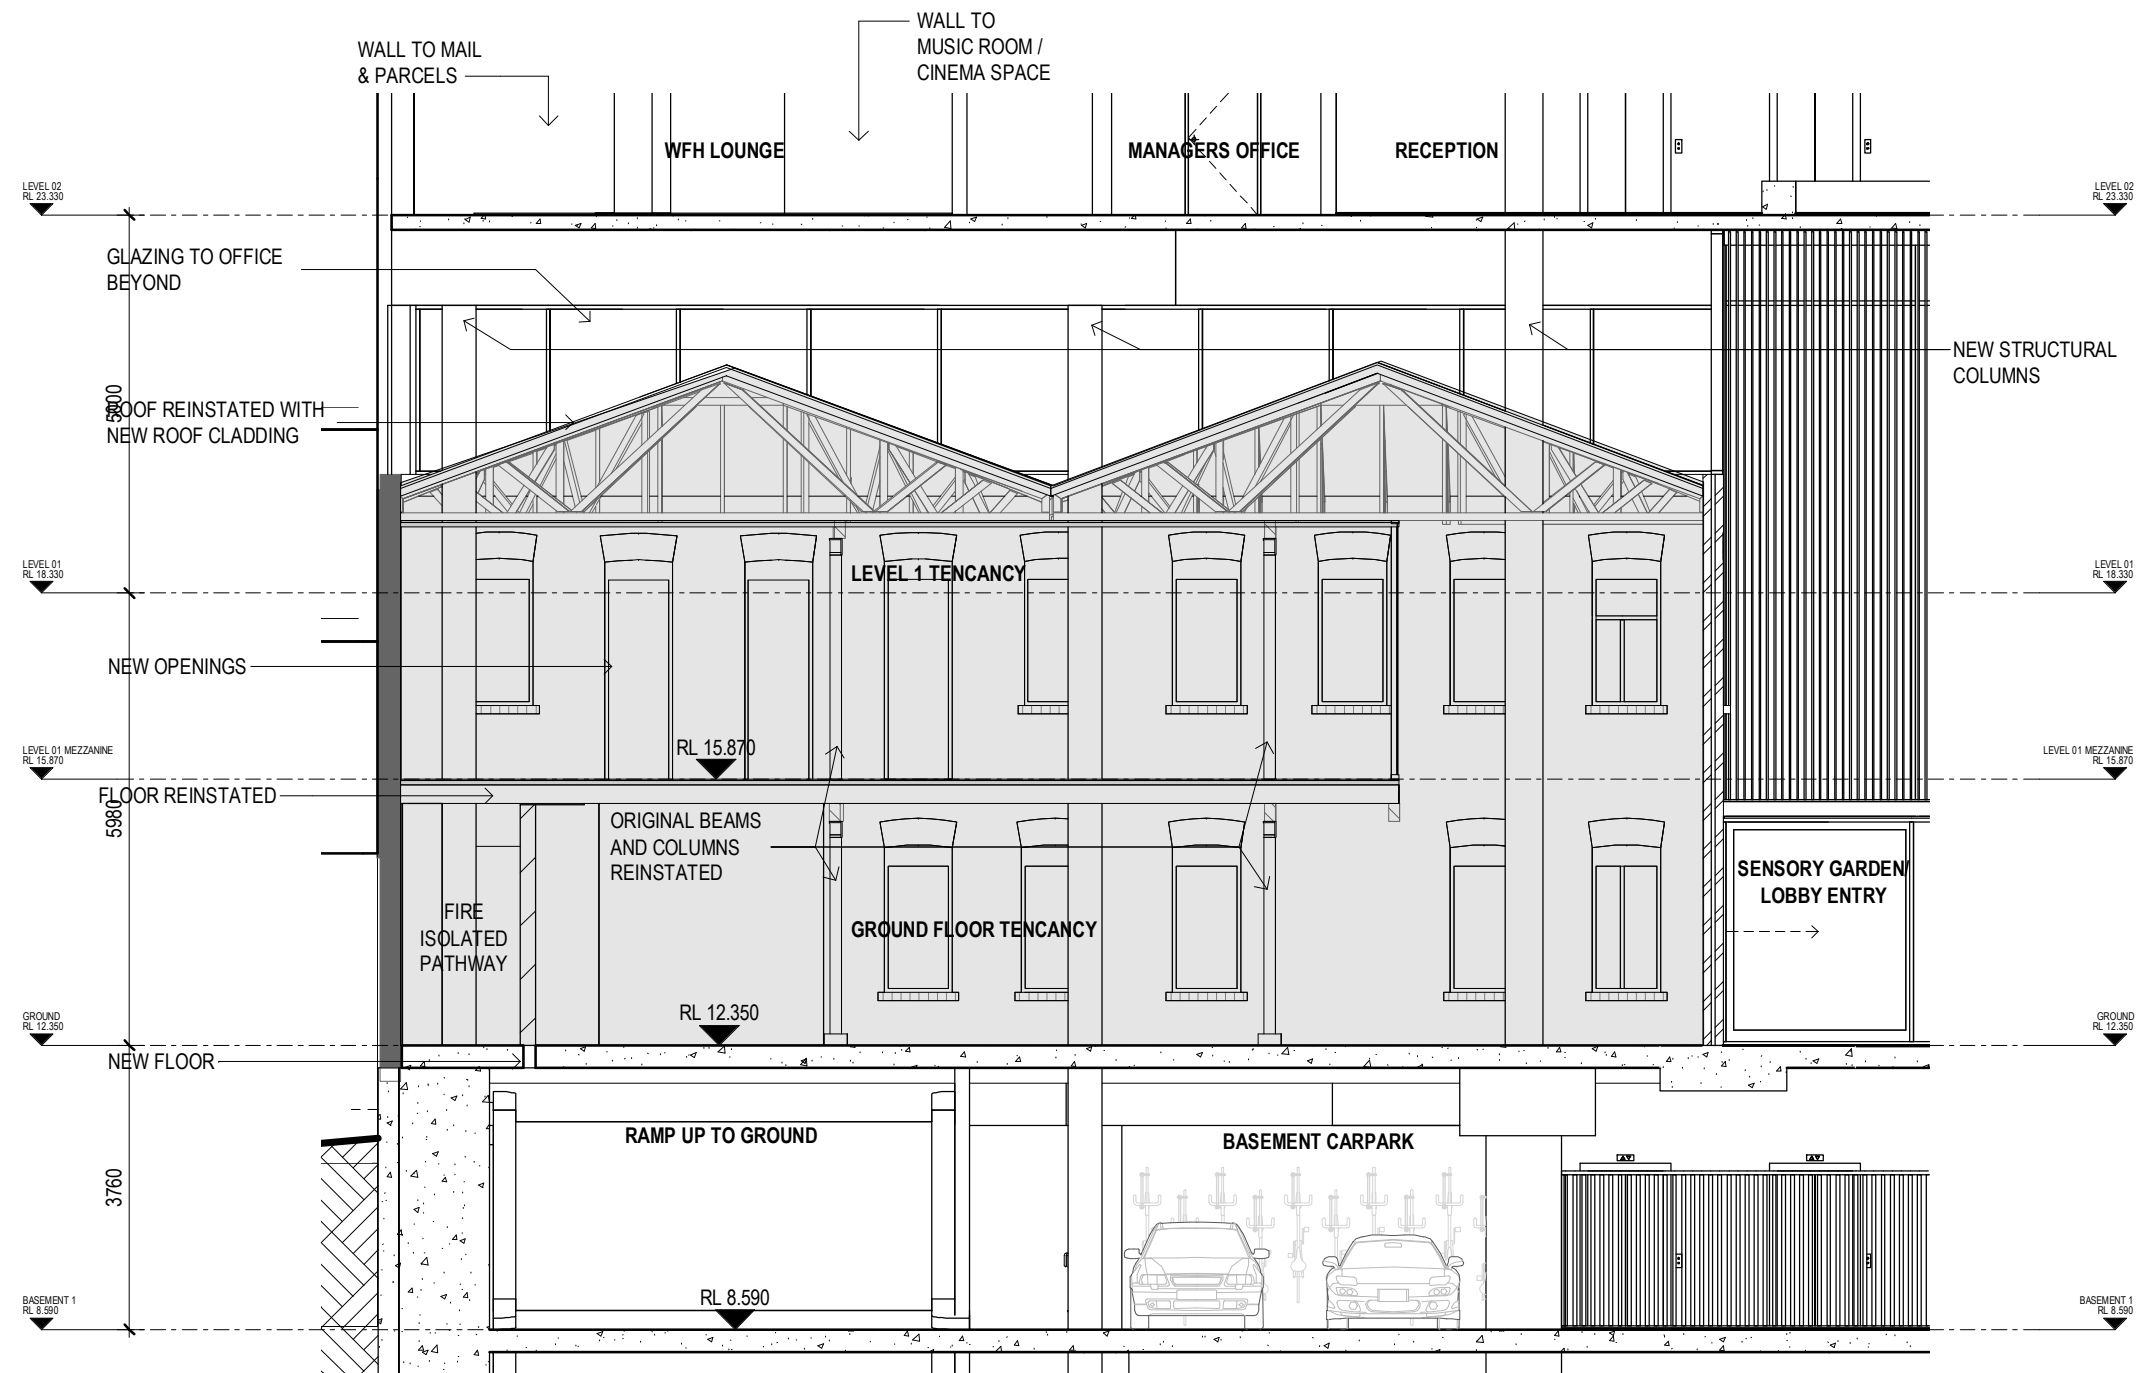 WALL TO
MUSIC ROOM /
CINEMA SPACE
WALL TO MAIL
& PARCELS
WFH LOUNGE
MANAGERS OFFICE
RECEPTION
LEVEL 02
RL 23.330
LEVEL 02
RL 23.330
GLAZING TO OFFICE
BEYOND
NEW STRUCTURAL
COLUMNS
5000
ROOF REINSTATED WITH
NEW ROOF CLADDING
LEVEL 01
RL 18.330
LEVEL 1 TENCANCY
LEVEL 01
RL 18.330
NEW OPENINGS
LEVEL 01 MEZZANINE
RL 15.870
RL 15.870
LEVEL 01 MEZZANINE
RL 15.870
FLOOR REINSTATED
5980
ORIGINAL BEAMS
AND COLUMNS
REINSTATED
SENSORY GARDEN/
LOBBY ENTRY
FIRE
ISOLATED
PATHWAY
GROUND FLOOR TENCANCY
GROUND
RL 12.350
RL 12.350
GROUND
RL 12.350
NEW FLOOR
RAMP UP TO GROUND
BASEMENT CARPARK
3760
BASEMENT 1
RL 8.590
RL 8.590
BASEMENT 1
RL 8.590